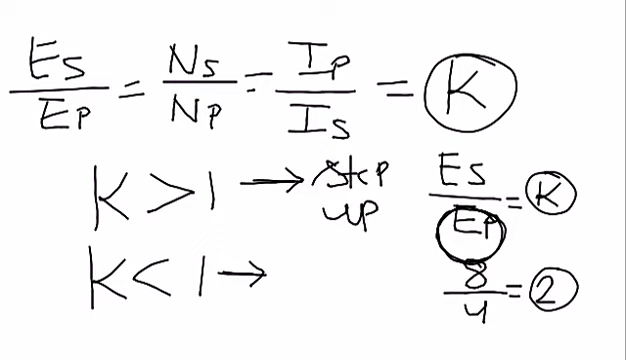 Es/Ep = Ns/Np = Ip/Is = K
K > 1 → step up
Es/Ep = K
K < 1 →
8/4 = 2